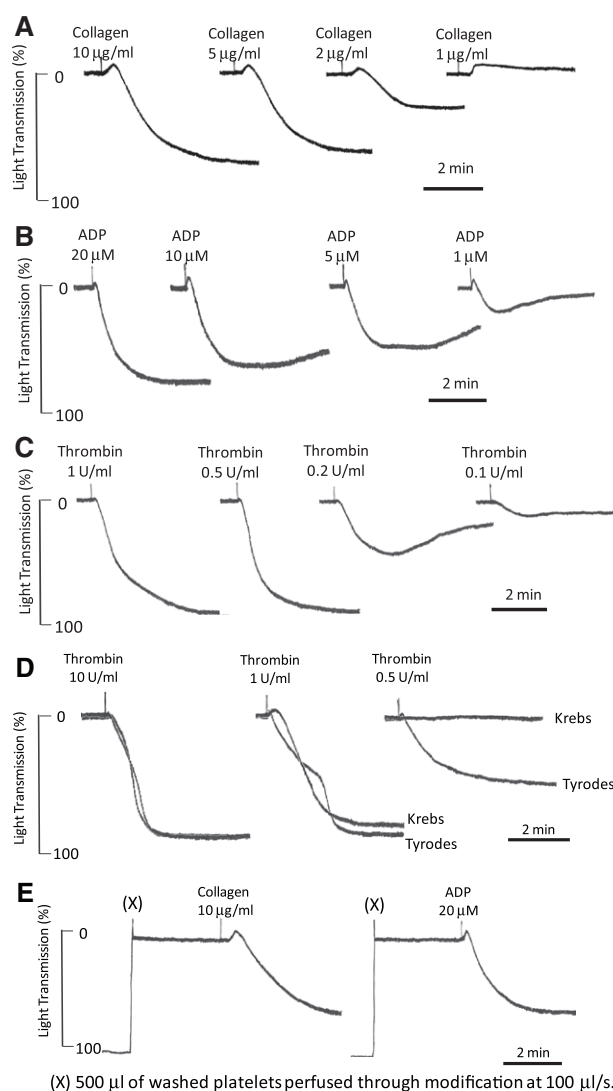 A
Collagen
10 µg/ml
Collagen
5 µg/ml
Collagen
2 µg/ml
Collagen
1 µg/ml
Light Transmission (%)
0
100
2 min
B
ADP
20 µM
ADP
10 µM
ADP
5 µM
ADP
1 µM
Light Transmission (%)
0
100
2 min
C
Thrombin
1 U/ml
Thrombin
0.5 U/ml
Thrombin
0.2 U/ml
Thrombin
0.1 U/ml
Light Transmission (%)
0
100
2 min
D
Thrombin
10 U/ml
Thrombin
1 U/ml
Thrombin
0.5 U/ml
Light Transmission (%)
0
100
Krebs
Tyrodes
Krebs
Tyrodes
2 min
E
(X)
Collagen
10 µg/ml
(X)
ADP
20 µM
Light Transmission (%)
0
100
2 min
(X) 500 µl of washed platelets perfused through modification at 100 µl/s.